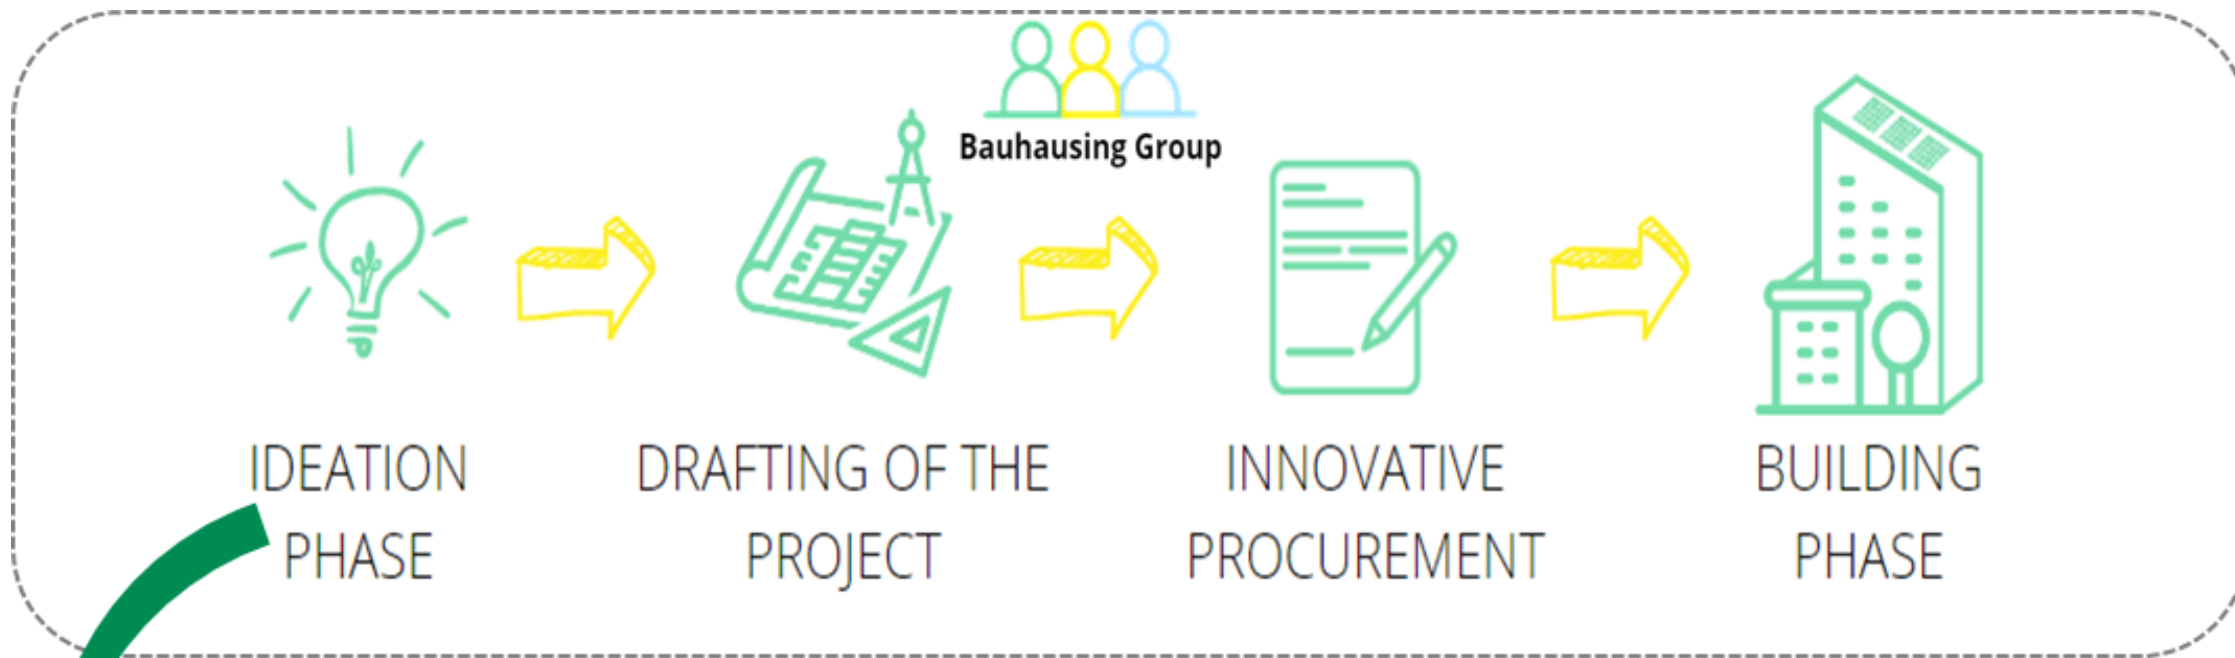 Bauhausing Group
IDEATION
PHASE
DRAFTING OF THE
PROJECT
INNOVATIVE
PROCUREMENT
BUILDING
PHASE